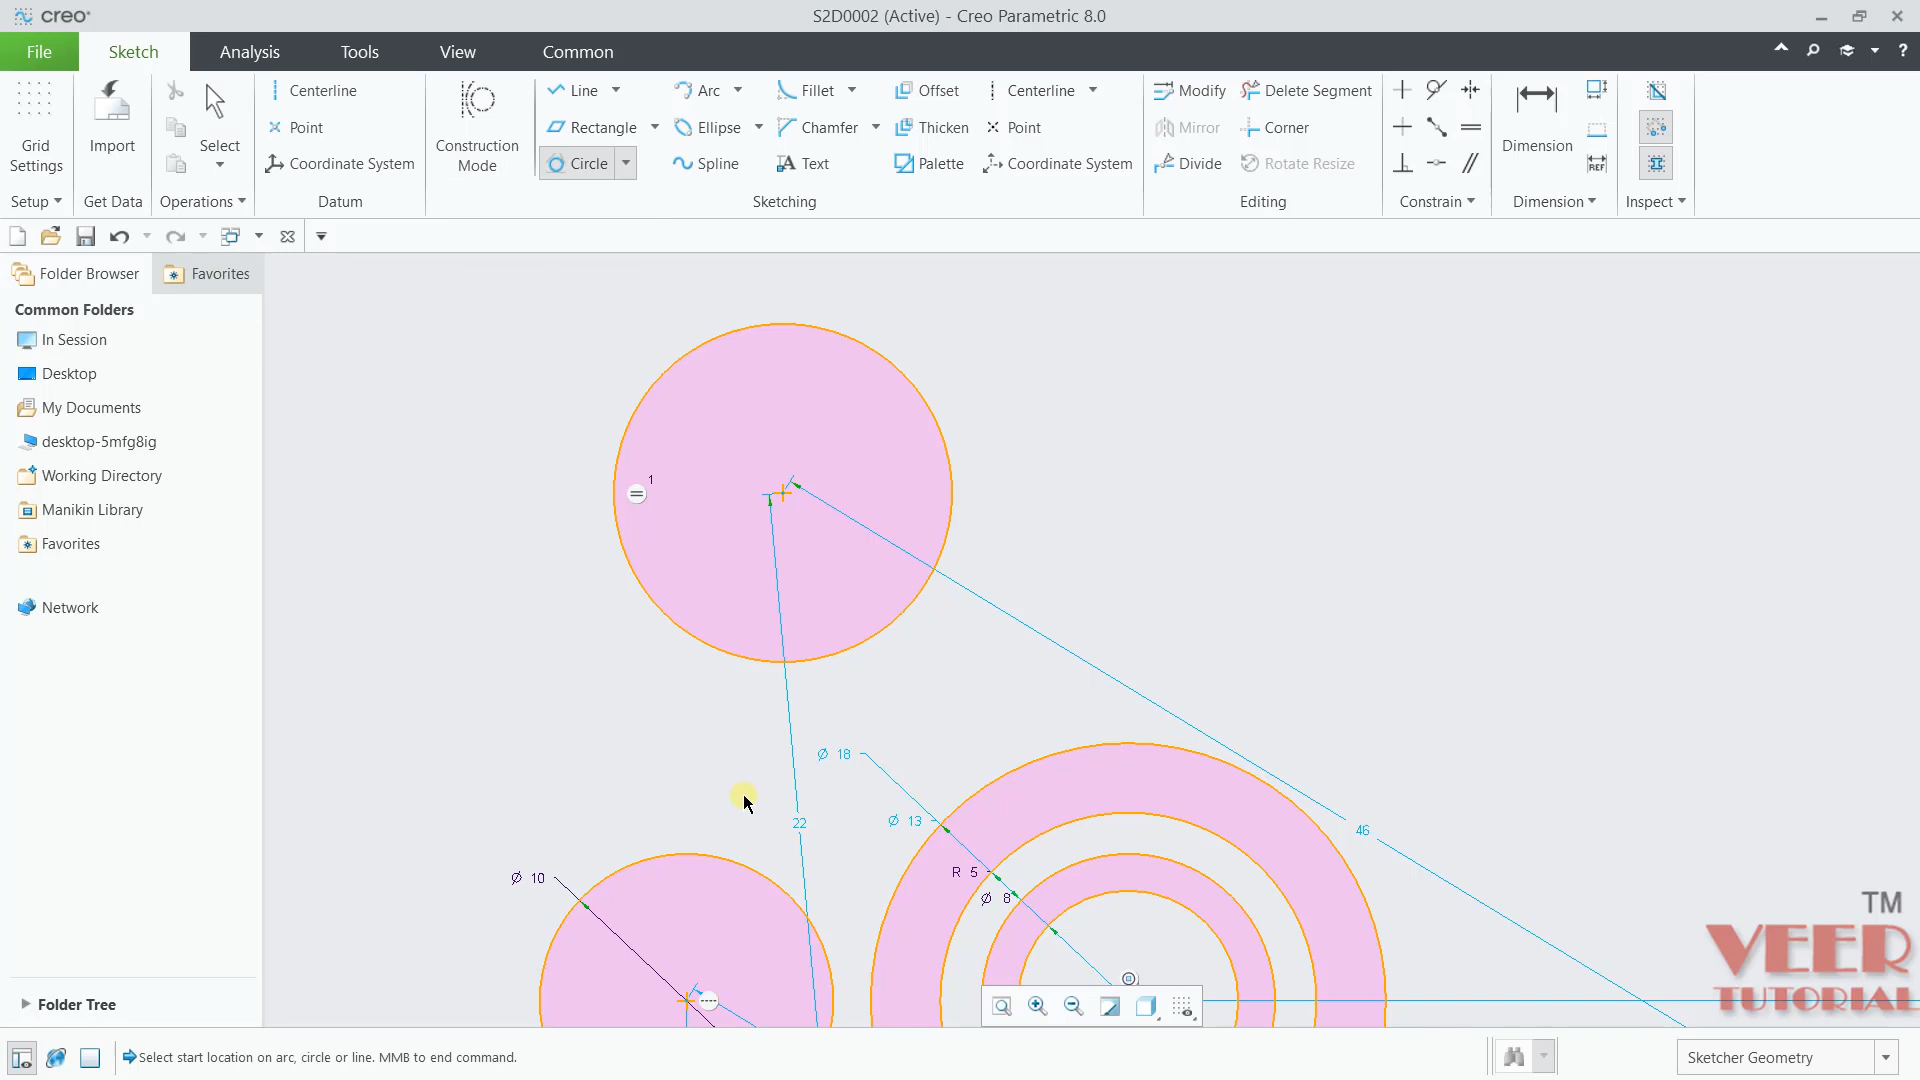 creo
S2D0002 (Active) - Creo Parametric 8.0
File
Sketch
Analysis
Tools
View
Common
Grid Settings
Import
Select
Centerline
Point
Coordinate System
Construction Mode
Line
Rectangle
Circle
Arc
Ellipse
Spline
Fillet
Chamfer
Text
Offset
Thicken
Palette
Centerline
Point
Coordinate System
Modify
Mirror
Divide
Delete Segment
Corner
Rotate Resize
Dimension
REF
Setup
Get Data
Operations
Datum
Sketching
Editing
Constrain
Dimension
Inspect
Folder Browser
Favorites
Common Folders
In Session
Desktop
My Documents
desktop-5mfg8ig
Working Directory
Manikin Library
Favorites
Network
Folder Tree
1
Ø 18
Ø 13
22
46
R 5
Ø 10
Ø 8
TM
VEER
TUTORIAL
Select start location on arc, circle or line. MMB to end command.
Sketcher Geometry